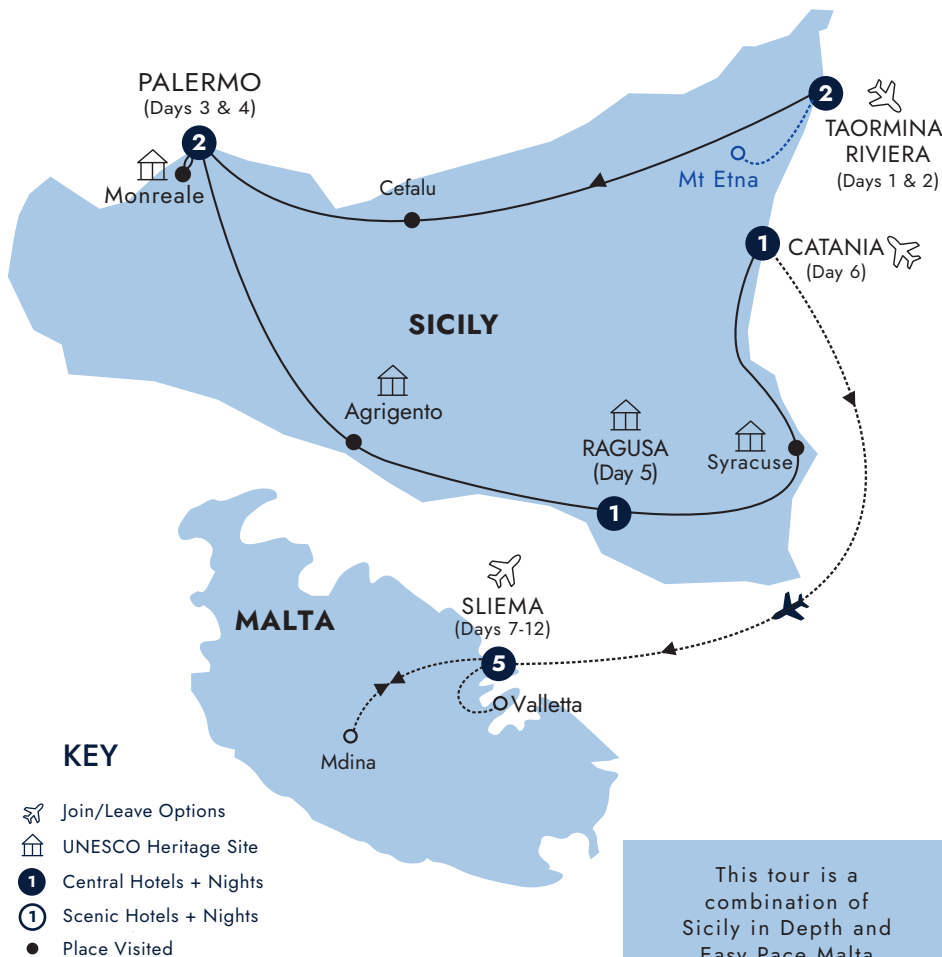 PALERMO
(Days 3 & 4)
2
Monreale
Cefalu
2
TAORMINA
RIVIERA
(Days 1 & 2)
Mt Etna
1
CATANIA
(Day 6)
SICILY
Agrigento
RAGUSA
(Day 5)
1
Syracuse
MALTA
SLIEMA
(Days 7-12)
5
Valletta
Mdina
KEY
Join/Leave Options
UNESCO Heritage Site
1 Central Hotels + Nights
1 Scenic Hotels + Nights
Place Visited
This tour is a
combination of
Sicily in Depth and
Easy Pace Malta